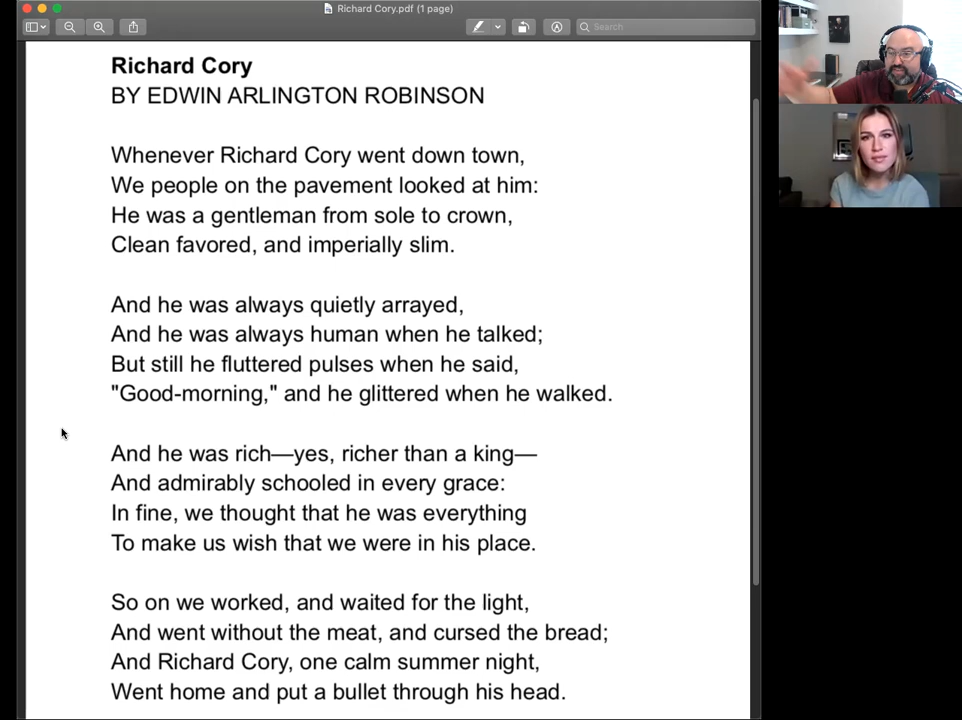 Richard Cory.pdf (1 page)
Search
Richard Cory
BY EDWIN ARLINGTON ROBINSON
Whenever Richard Cory went down town,
We people on the pavement looked at him:
He was a gentleman from sole to crown,
Clean favored, and imperially slim.
And he was always quietly arrayed,
And he was always human when he talked;
But still he fluttered pulses when he said,
"Good-morning," and he glittered when he walked.
And he was rich—yes, richer than a king—
And admirably schooled in every grace:
In fine, we thought that he was everything
To make us wish that we were in his place.
So on we worked, and waited for the light,
And went without the meat, and cursed the bread;
And Richard Cory, one calm summer night,
Went home and put a bullet through his head.